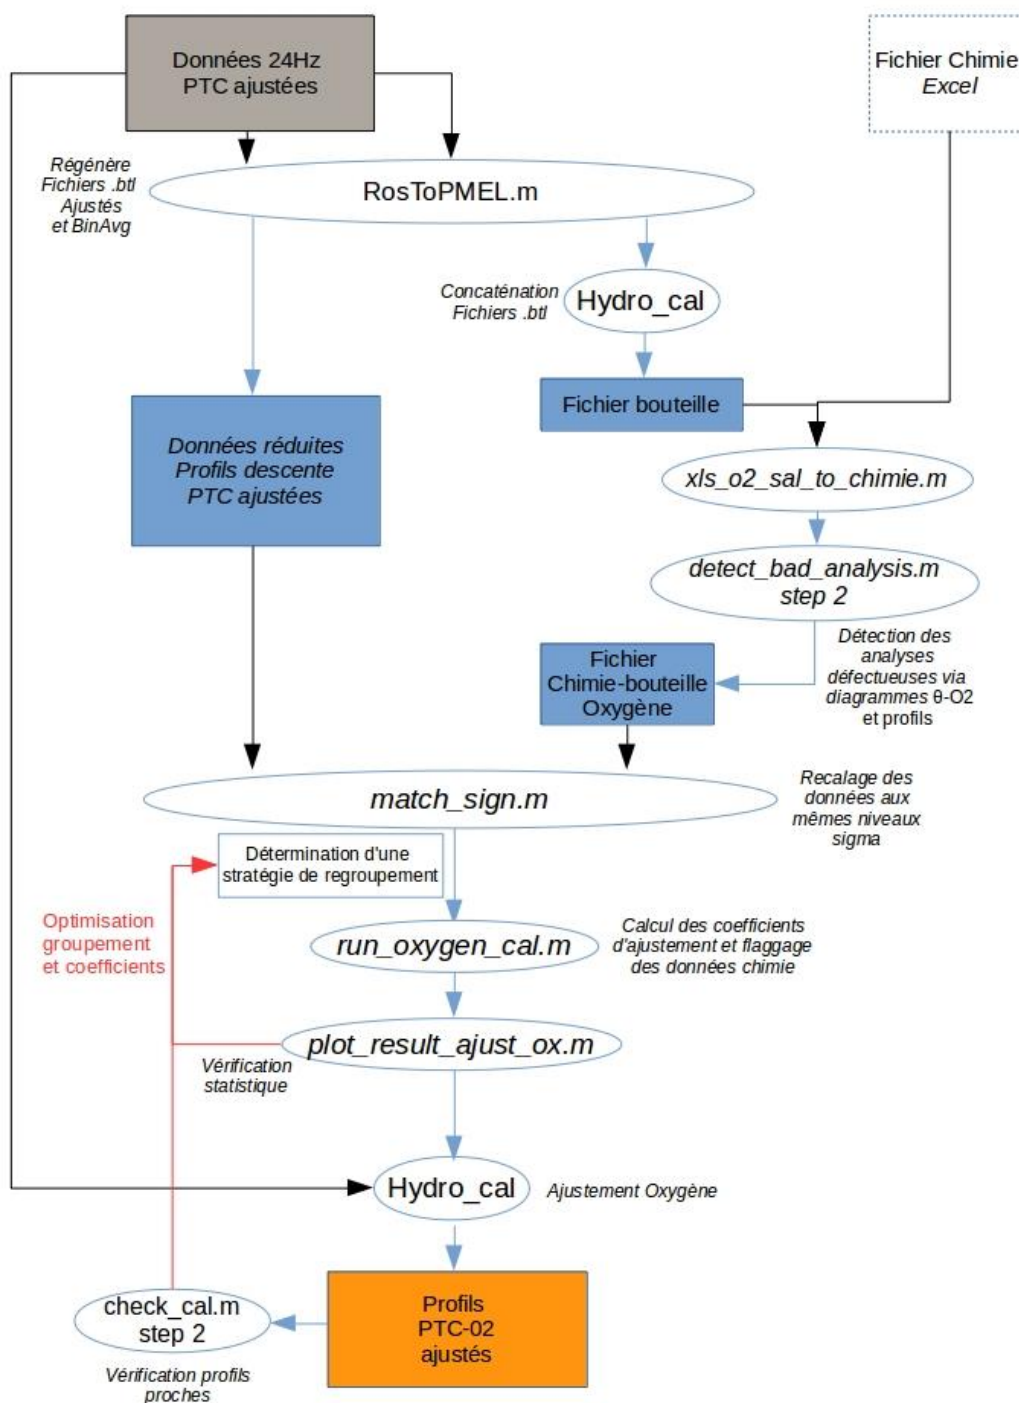 Données 24Hz
PTC ajustées
Fichier Chimie
Excel
Régénère
Fichiers .btl
Ajustés
et BinAvg
RosToPMEL.m
Concaténation
Fichiers .btl
Hydro_cal
Fichier bouteille
Données réduites
Profils descente
PTC ajustées
xls_o2_sal_to_chimie.m
detect_bad_analysis.m
step 2
Détection des
analyses
défectueuses via
diagrammes θ-O2
et profils
Fichier
Chimie-bouteille
Oxygène
match_sign.m
Recalage des
données aux
mêmes niveaux
sigma
Détermination d'une
stratégie de regroupement
Optimisation
groupement
et coefficients
run_oxygen_cal.m
Calcul des coefficients
d'ajustement et flaggage
des données chimie
plot_result_ajust_ox.m
Vérification
statistique
Hydro_cal
Ajustement Oxygène
check_cal.m
step 2
Profils
PTC-02
ajustés
Vérification profils
proches